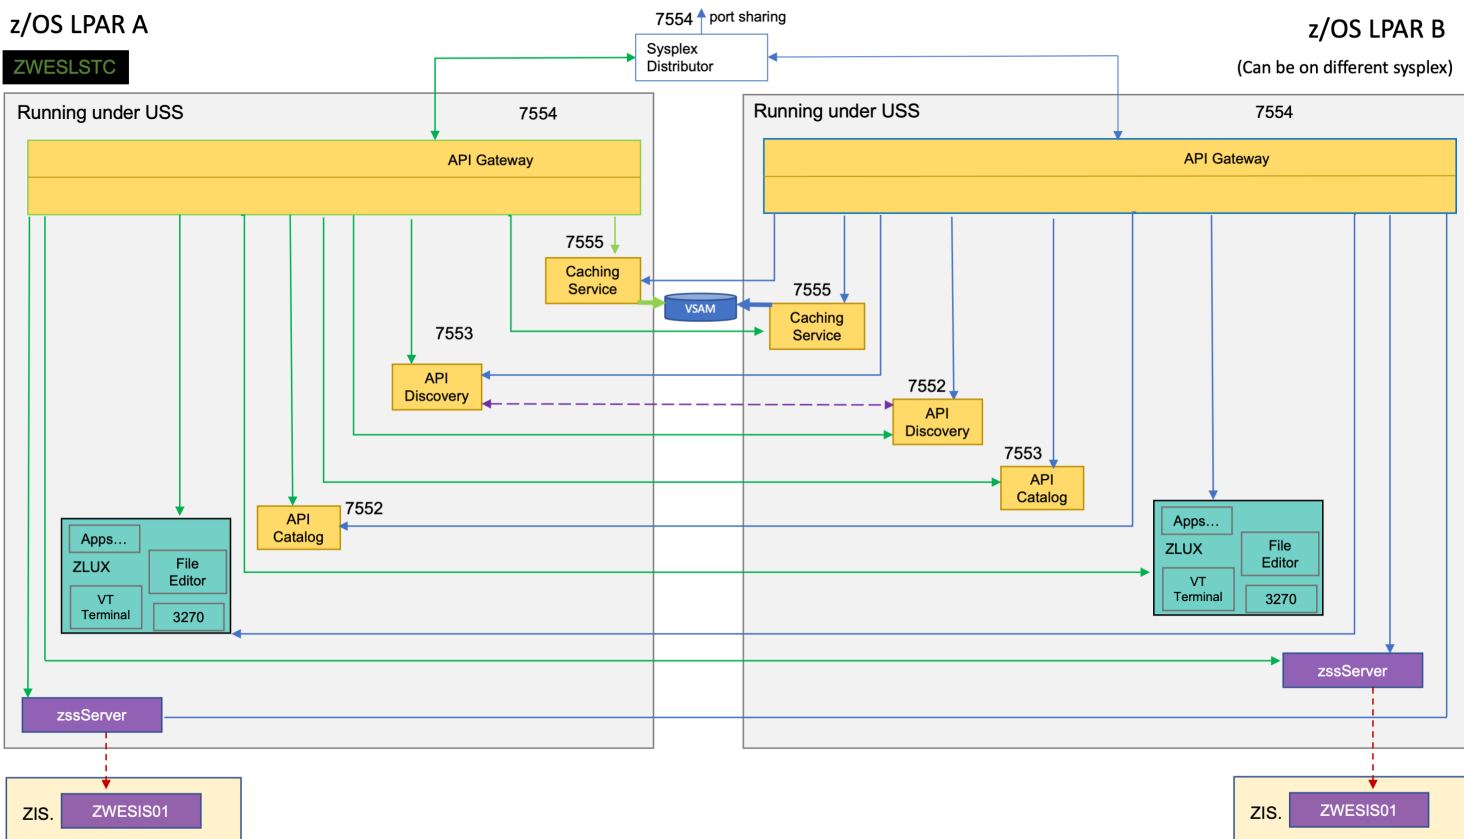 z/OS LPAR A
ZWESLSTC
7554
port sharing
Sysplex
Distributor
z/OS LPAR B
(Can be on different sysplex)
Running under USS
7554
API Gateway
Running under USS
7554
API Gateway
7555
Caching
Service
VSAM
7555
Caching
Service
7553
API
Discovery
7552
API
Discovery
7553
API
Catalog
7552
API
Catalog
Apps...
ZLUX
File
Editor
VT
Terminal
3270
Apps...
ZLUX
File
Editor
VT
Terminal
3270
zssServer
zssServer
ZIS.
ZWESIS01
ZIS.
ZWESIS01